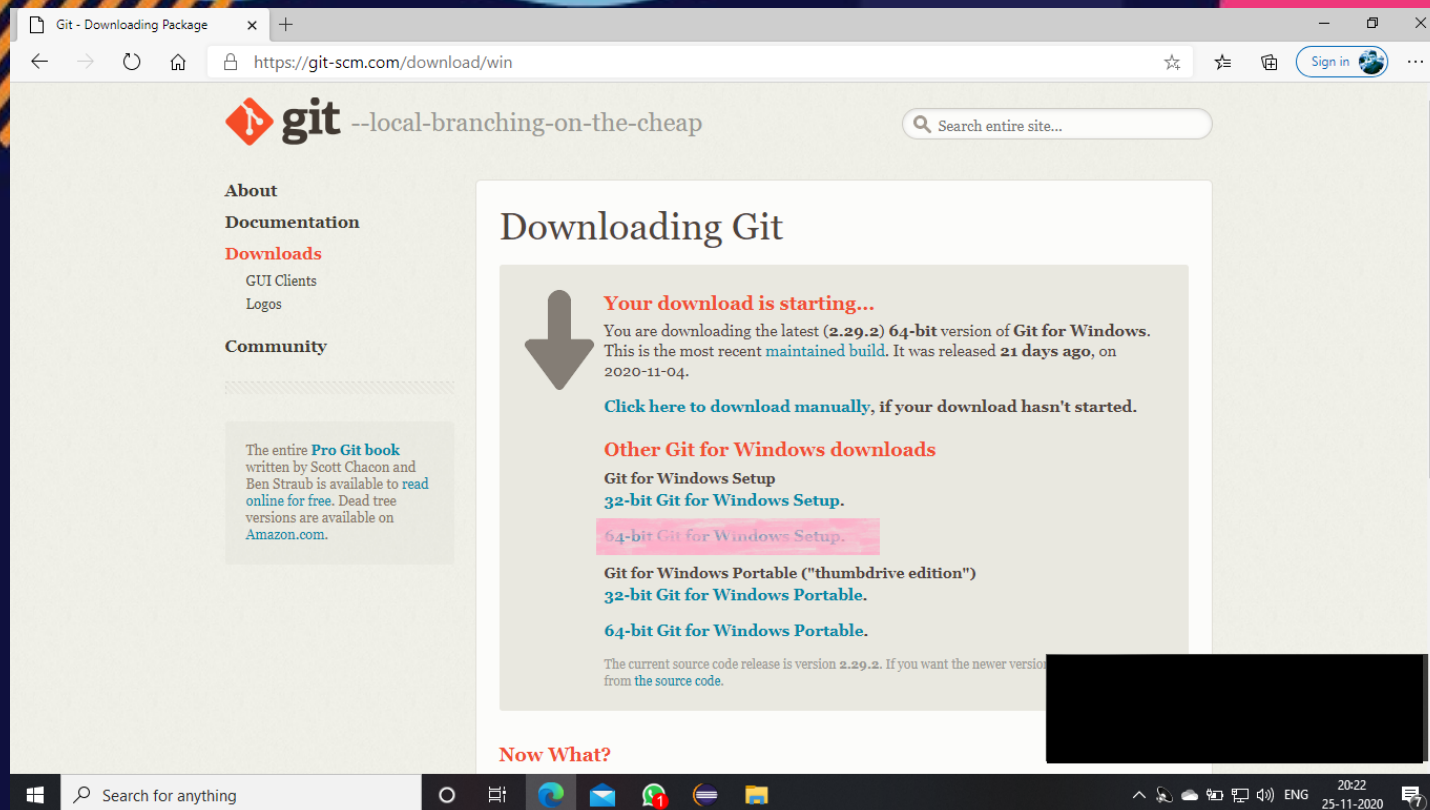 Git - Downloading Package
https://git-scm.com/download/win
Sign in
git --local-branching-on-the-cheap
Search entire site...
About
Documentation
Downloads
GUI Clients
Logos
Community
The entire Pro Git book
written by Scott Chacon and
Ben Straub is available to read
online for free. Dead tree
versions are available on
Amazon.com.
Downloading Git
Your download is starting...
You are downloading the latest (2.29.2) 64-bit version of Git for Windows.
This is the most recent maintained build. It was released 21 days ago, on
2020-11-04.
Click here to download manually, if your download hasn't started.
Other Git for Windows downloads
Git for Windows Setup
32-bit Git for Windows Setup.
64-bit Git for Windows Setup.
Git for Windows Portable ("thumbdrive edition")
32-bit Git for Windows Portable.
64-bit Git for Windows Portable.
The current source code release is version 2.29.2. If you want the newer version
from the source code.
Now What?
Search for anything
1
ENG
20:22
25-11-2020
7